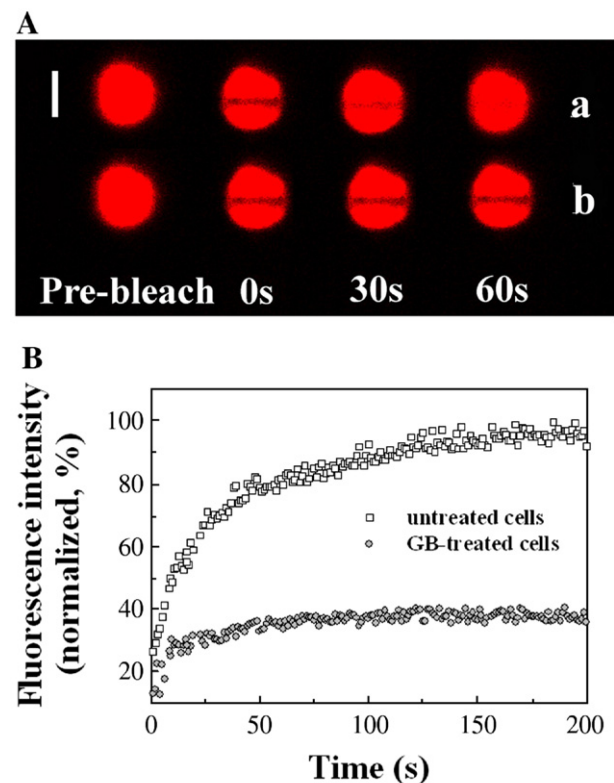 A
a
b
Pre-bleach 0s 30s 60s
B
Fluorescence intensity
(normalized, %)
100
80
60
40
20
untreated cells
GB-treated cells
0 50 100 150 200
Time (s)